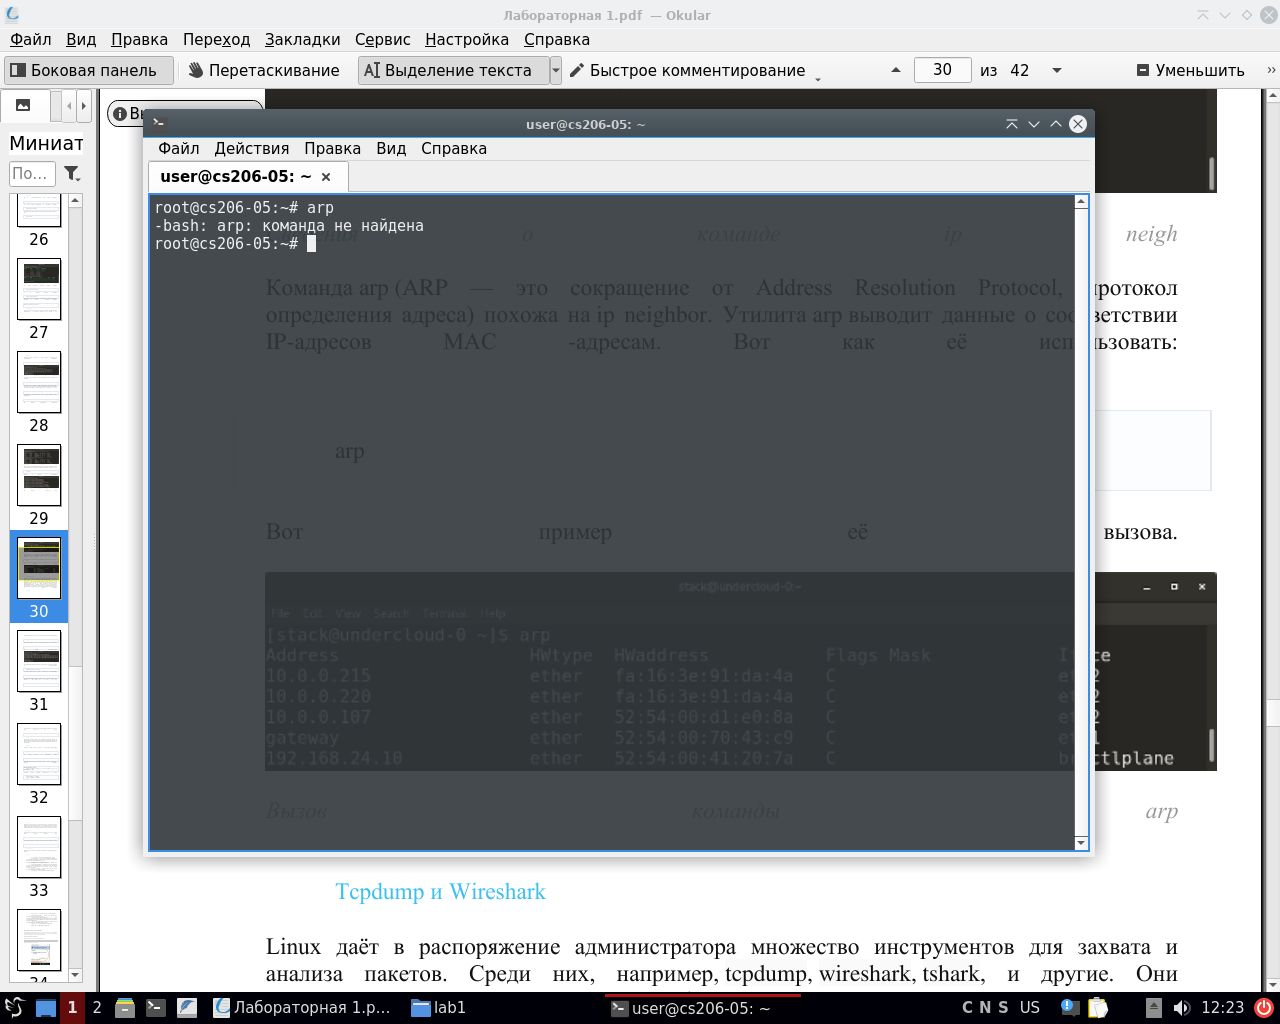 Лабораторная 1.pdf — Okular
Файл Вид Правка Переход Закладки Сервис Настройка Справка
Боковая панель Перетаскивание Выделение текста Быстрое комментирование 30 из 42 Уменьшить »
Миниат
По...
26
27
28
29
30
31
32
33
user@cs206-05: ~
Файл Действия Правка Вид Справка
user@cs206-05: ~
root@cs206-05:~# arp
-bash: arp: команда не найдена
root@cs206-05:~#
о команде ip neigh
Команда arp (ARP — это сокращение от Address Resolution Protocol, протокол
определения адреса) похожа на ip neighbor. Утилита arp выводит данные о соответствии
IP-адресов MAC -адресам. Вот как её использовать:
arp
Вот пример её вызова.
stack@undercloud-0:~
File Edit View Search Terminal Help
[stack@undercloud-0 ~]$ arp
Address HWtype HWaddress Flags Mask Iface
10.0.0.215 ether fa:16:3e:91:da:4a C eth2
10.0.0.220 ether fa:16:3e:91:da:4a C eth2
10.0.0.107 ether 52:54:00:d1:e0:8a C eth2
gateway ether 52:54:00:70:43:c9 C eth1
192.168.24.10 ether 52:54:00:41:20:7a C br-ctlplane
Вызов команды arp
Tcpdump и Wireshark
Linux даёт в распоряжение администратора множество инструментов для захвата и
анализа пакетов. Среди них, например, tcpdump, wireshark, tshark, и другие. Они
1 2 Лабораторная 1.p... lab1 user@cs206-05: ~ C N S US 12:23